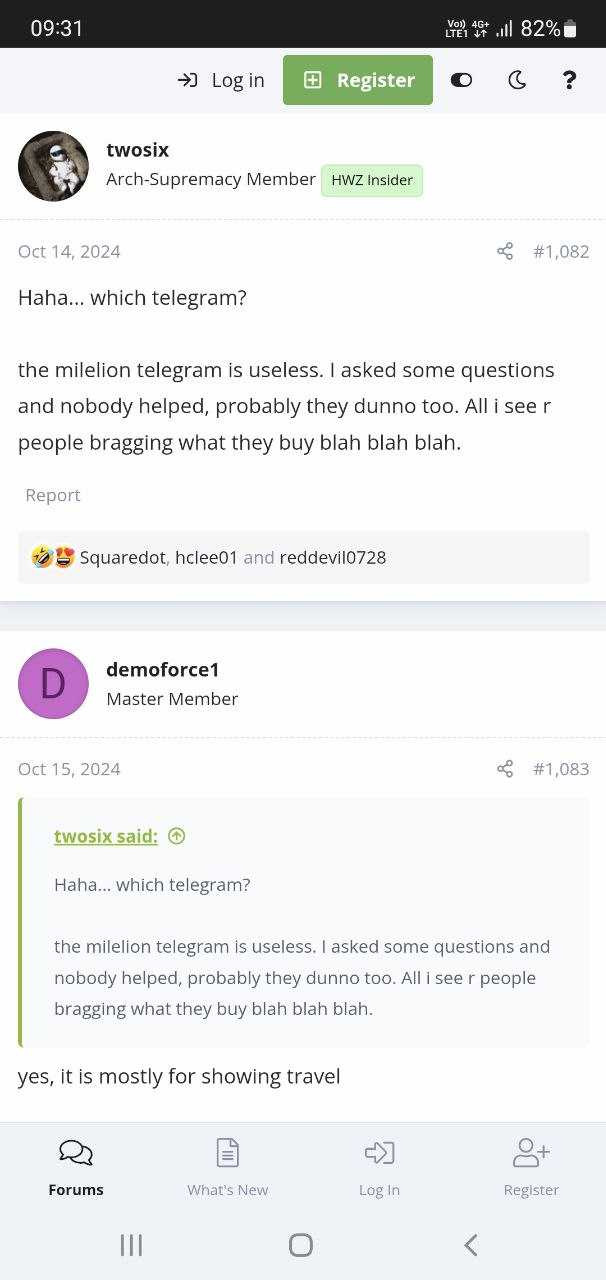 09:31
Vo)) LTE1 4G+ 82%
Log in
Register
?
twosix
Arch-Supremacy Member HWZ Insider
Oct 14, 2024 #1,082
Haha... which telegram?
the milelion telegram is useless. I asked some questions
and nobody helped, probably they dunno too. All i see r
people bragging what they buy blah blah blah.
Report
Squaredot, hclee01 and reddevil0728
D
demoforce1
Master Member
Oct 15, 2024 #1,083
twosix said:
Haha... which telegram?
the milelion telegram is useless. I asked some questions and
nobody helped, probably they dunno too. All i see r people
bragging what they buy blah blah blah.
yes, it is mostly for showing travel
Forums What's New Log In Register